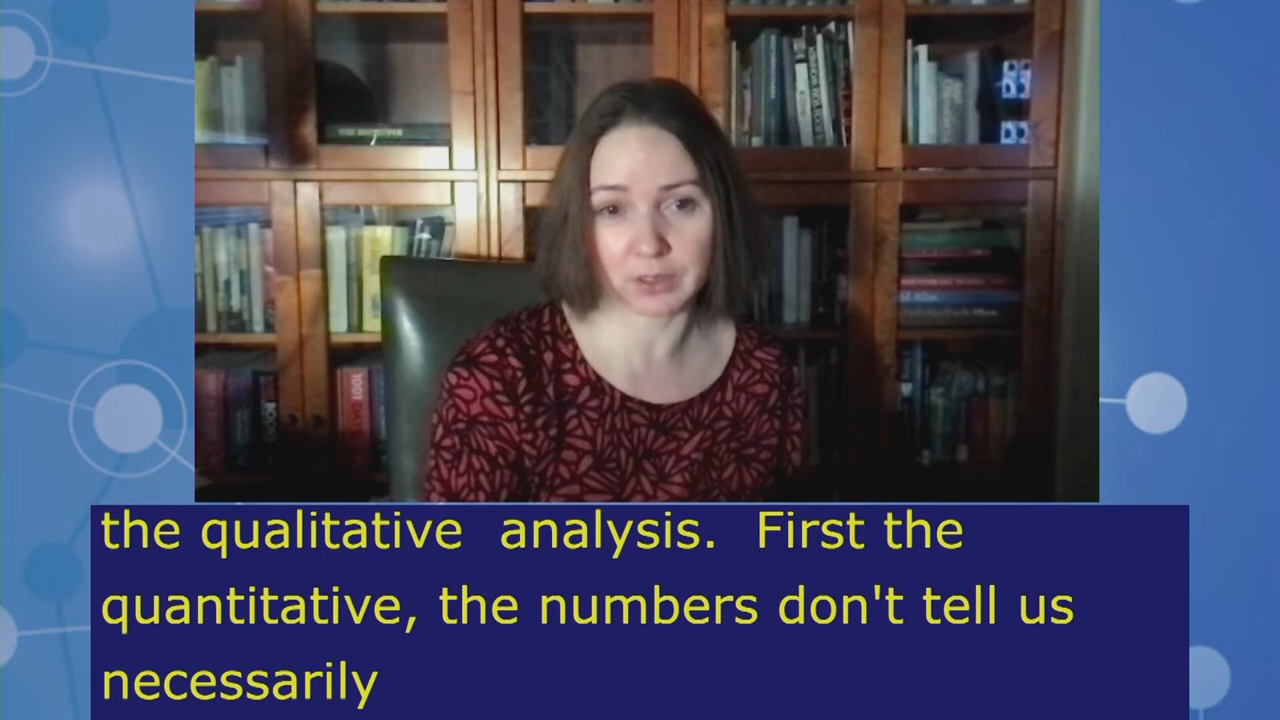 the qualitative  analysis.  First the
quantitative, the numbers don't tell us
necessarily